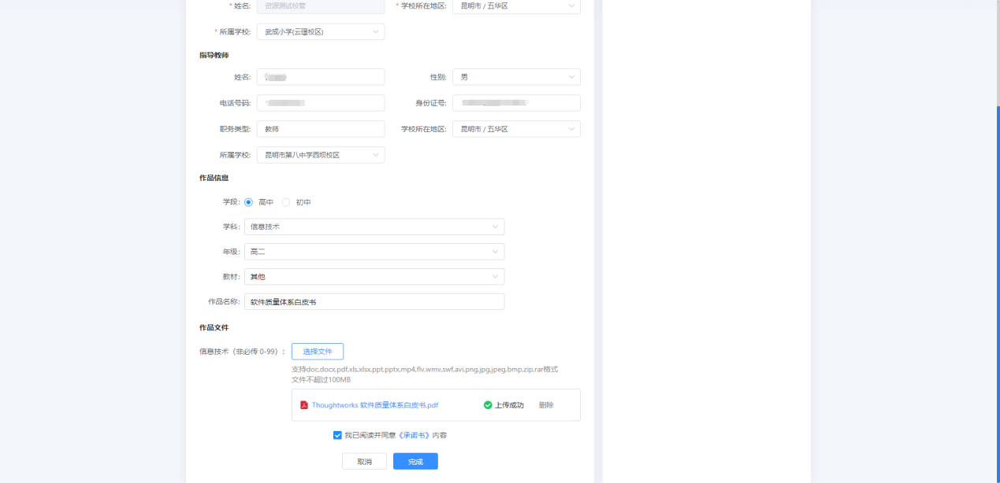 * 姓名: 资源测试校管 * 学校所在地区: 昆明市 / 五华区
* 所属学校: 武成小学(云璟校区)
指导教师
姓名: 性别: 男
电话号码: 身份证号:
职务类型: 教师 学校所在地区: 昆明市 / 五华区
所属学校: 昆明市第八中学西坝校区
作品信息
学段: 高中 初中
学科: 信息技术
年级: 高二
教材: 其他
作品名称: 软件质量体系白皮书
作品文件
信息技术（非必传 0-99）: 选择文件
支持doc,docx,pdf,xls,xlsx,ppt,pptx,mp4,flv,wmv,swf,avi,png,jpg,jpeg,bmp,zip,rar格式
文件不超过100MB
Thoughtworks 软件质量体系白皮书.pdf 上传成功 删除
我已阅读并同意《承诺书》内容
取消 完成